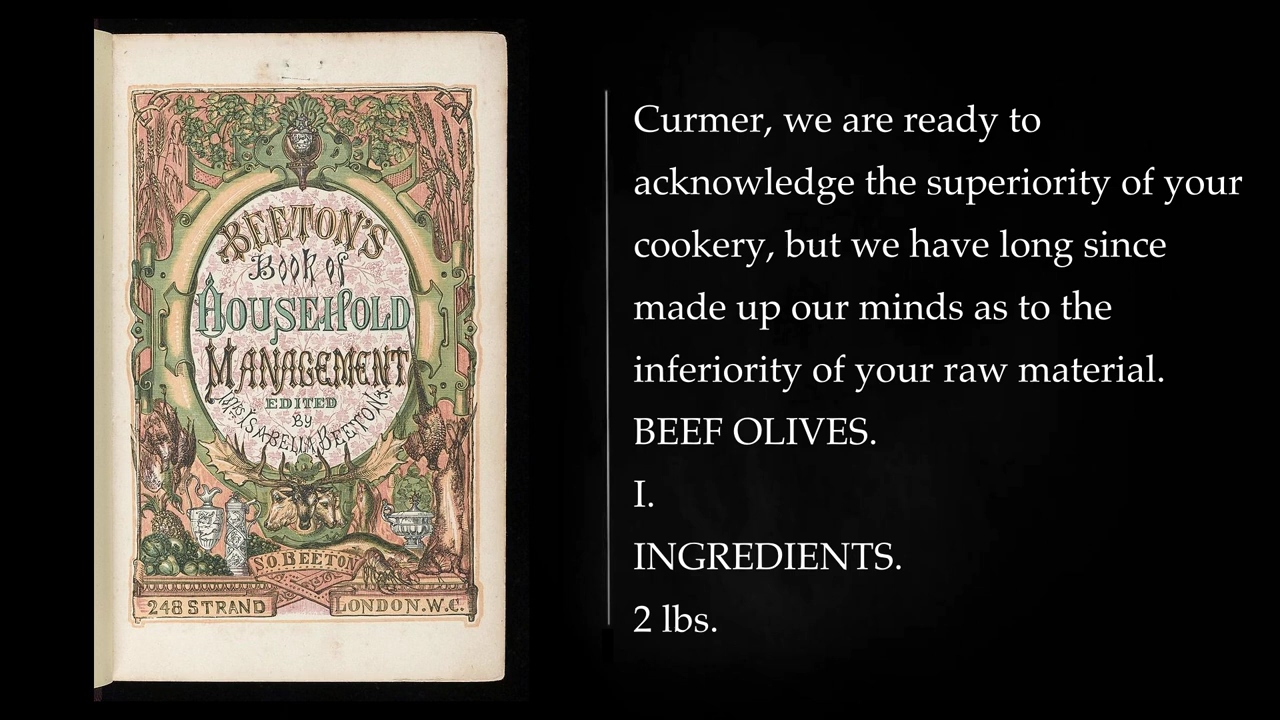 BEETON'S
Book of
HOUSEHOLD
MANAGEMENT
EDITED
BY
MRS ISABELLA BEETON
S.O. BEETON
248 STRAND
LONDON. W.C.
Curmer, we are ready to
acknowledge the superiority of your
cookery, but we have long since
made up our minds as to the
inferiority of your raw material.
BEEF OLIVES.
I.
INGREDIENTS.
2 lbs.